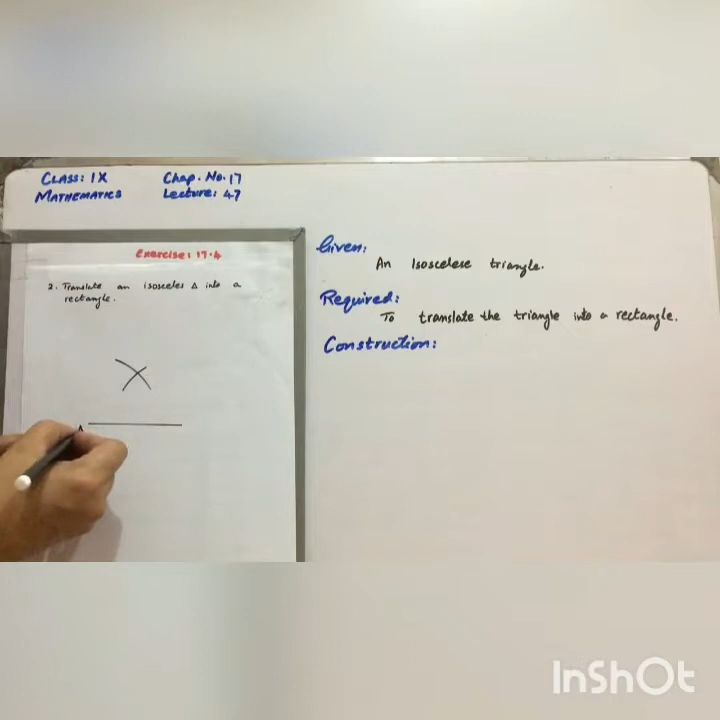 CLASS: IX Chap. No. 17
MATHEMATICS Lecture: 47
Exercise: 17.4
2. Translate an isosceles Δ into a
rectangle.
A
Given:
An Isoscelese triangle.
Required:
To translate the triangle into a rectangle.
Construction:
InShOt